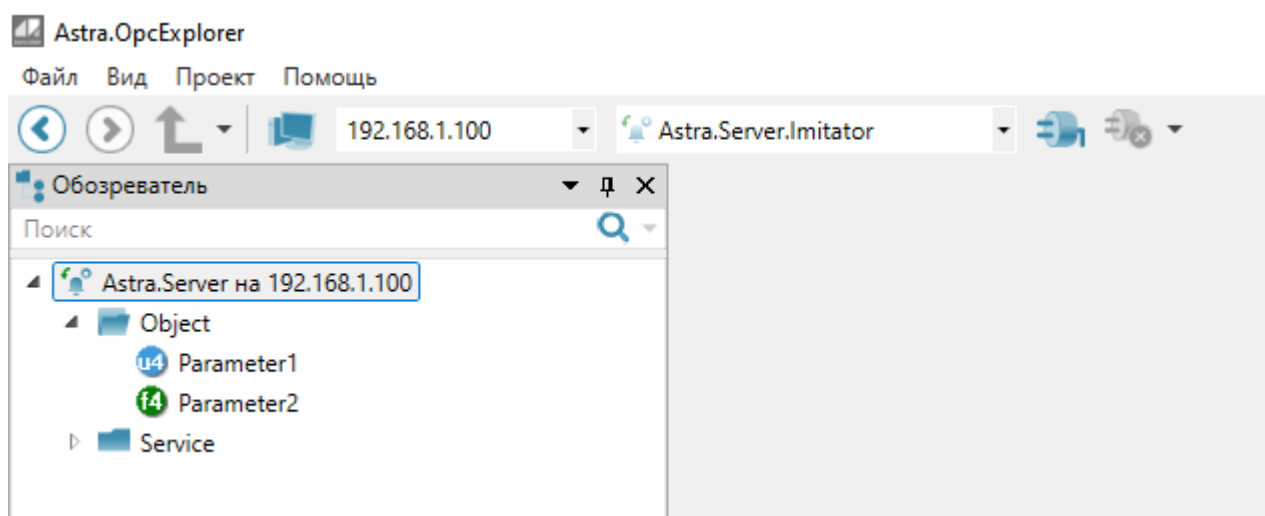 Astra.OpcExplorer
Файл Вид Проект Помощь
192.168.1.100 Astra.Server.Imitator
Обозреватель
Поиск
Astra.Server на 192.168.1.100
Object
u4 Parameter1
f4 Parameter2
Service